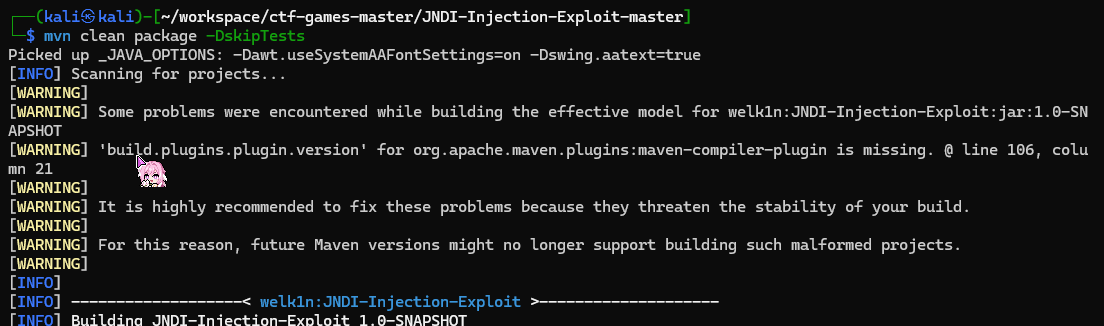 ┌──(kali㉿kali)-[~/workspace/ctf-games-master/JNDI-Injection-Exploit-master]
└─$ mvn clean package -DskipTests
Picked up _JAVA_OPTIONS: -Dawt.useSystemAAFontSettings=on -Dswing.aatext=true
[INFO] Scanning for projects...
[WARNING]
[WARNING] Some problems were encountered while building the effective model for welk1n:JNDI-Injection-Exploit:jar:1.0-SN
APSHOT
[WARNING] 'build.plugins.plugin.version' for org.apache.maven.plugins:maven-compiler-plugin is missing. @ line 106, colu
mn 21
[WARNING]
[WARNING] It is highly recommended to fix these problems because they threaten the stability of your build.
[WARNING]
[WARNING] For this reason, future Maven versions might no longer support building such malformed projects.
[WARNING]
[INFO]
[INFO] -------------------< welk1n:JNDI-Injection-Exploit >--------------------
[INFO] Building JNDI-Injection-Exploit 1.0-SNAPSHOT